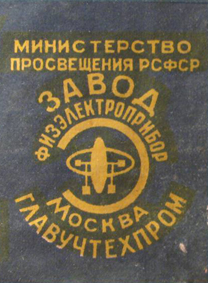 МИНИСТЕРСТВО
ПРОСВЕЩЕНИЯ РСФСР
ЗАВОД
ФИЗЭЛЕКТРОПРИБОР
МОСКВА
ГЛАВУЧТЕХПРОМ